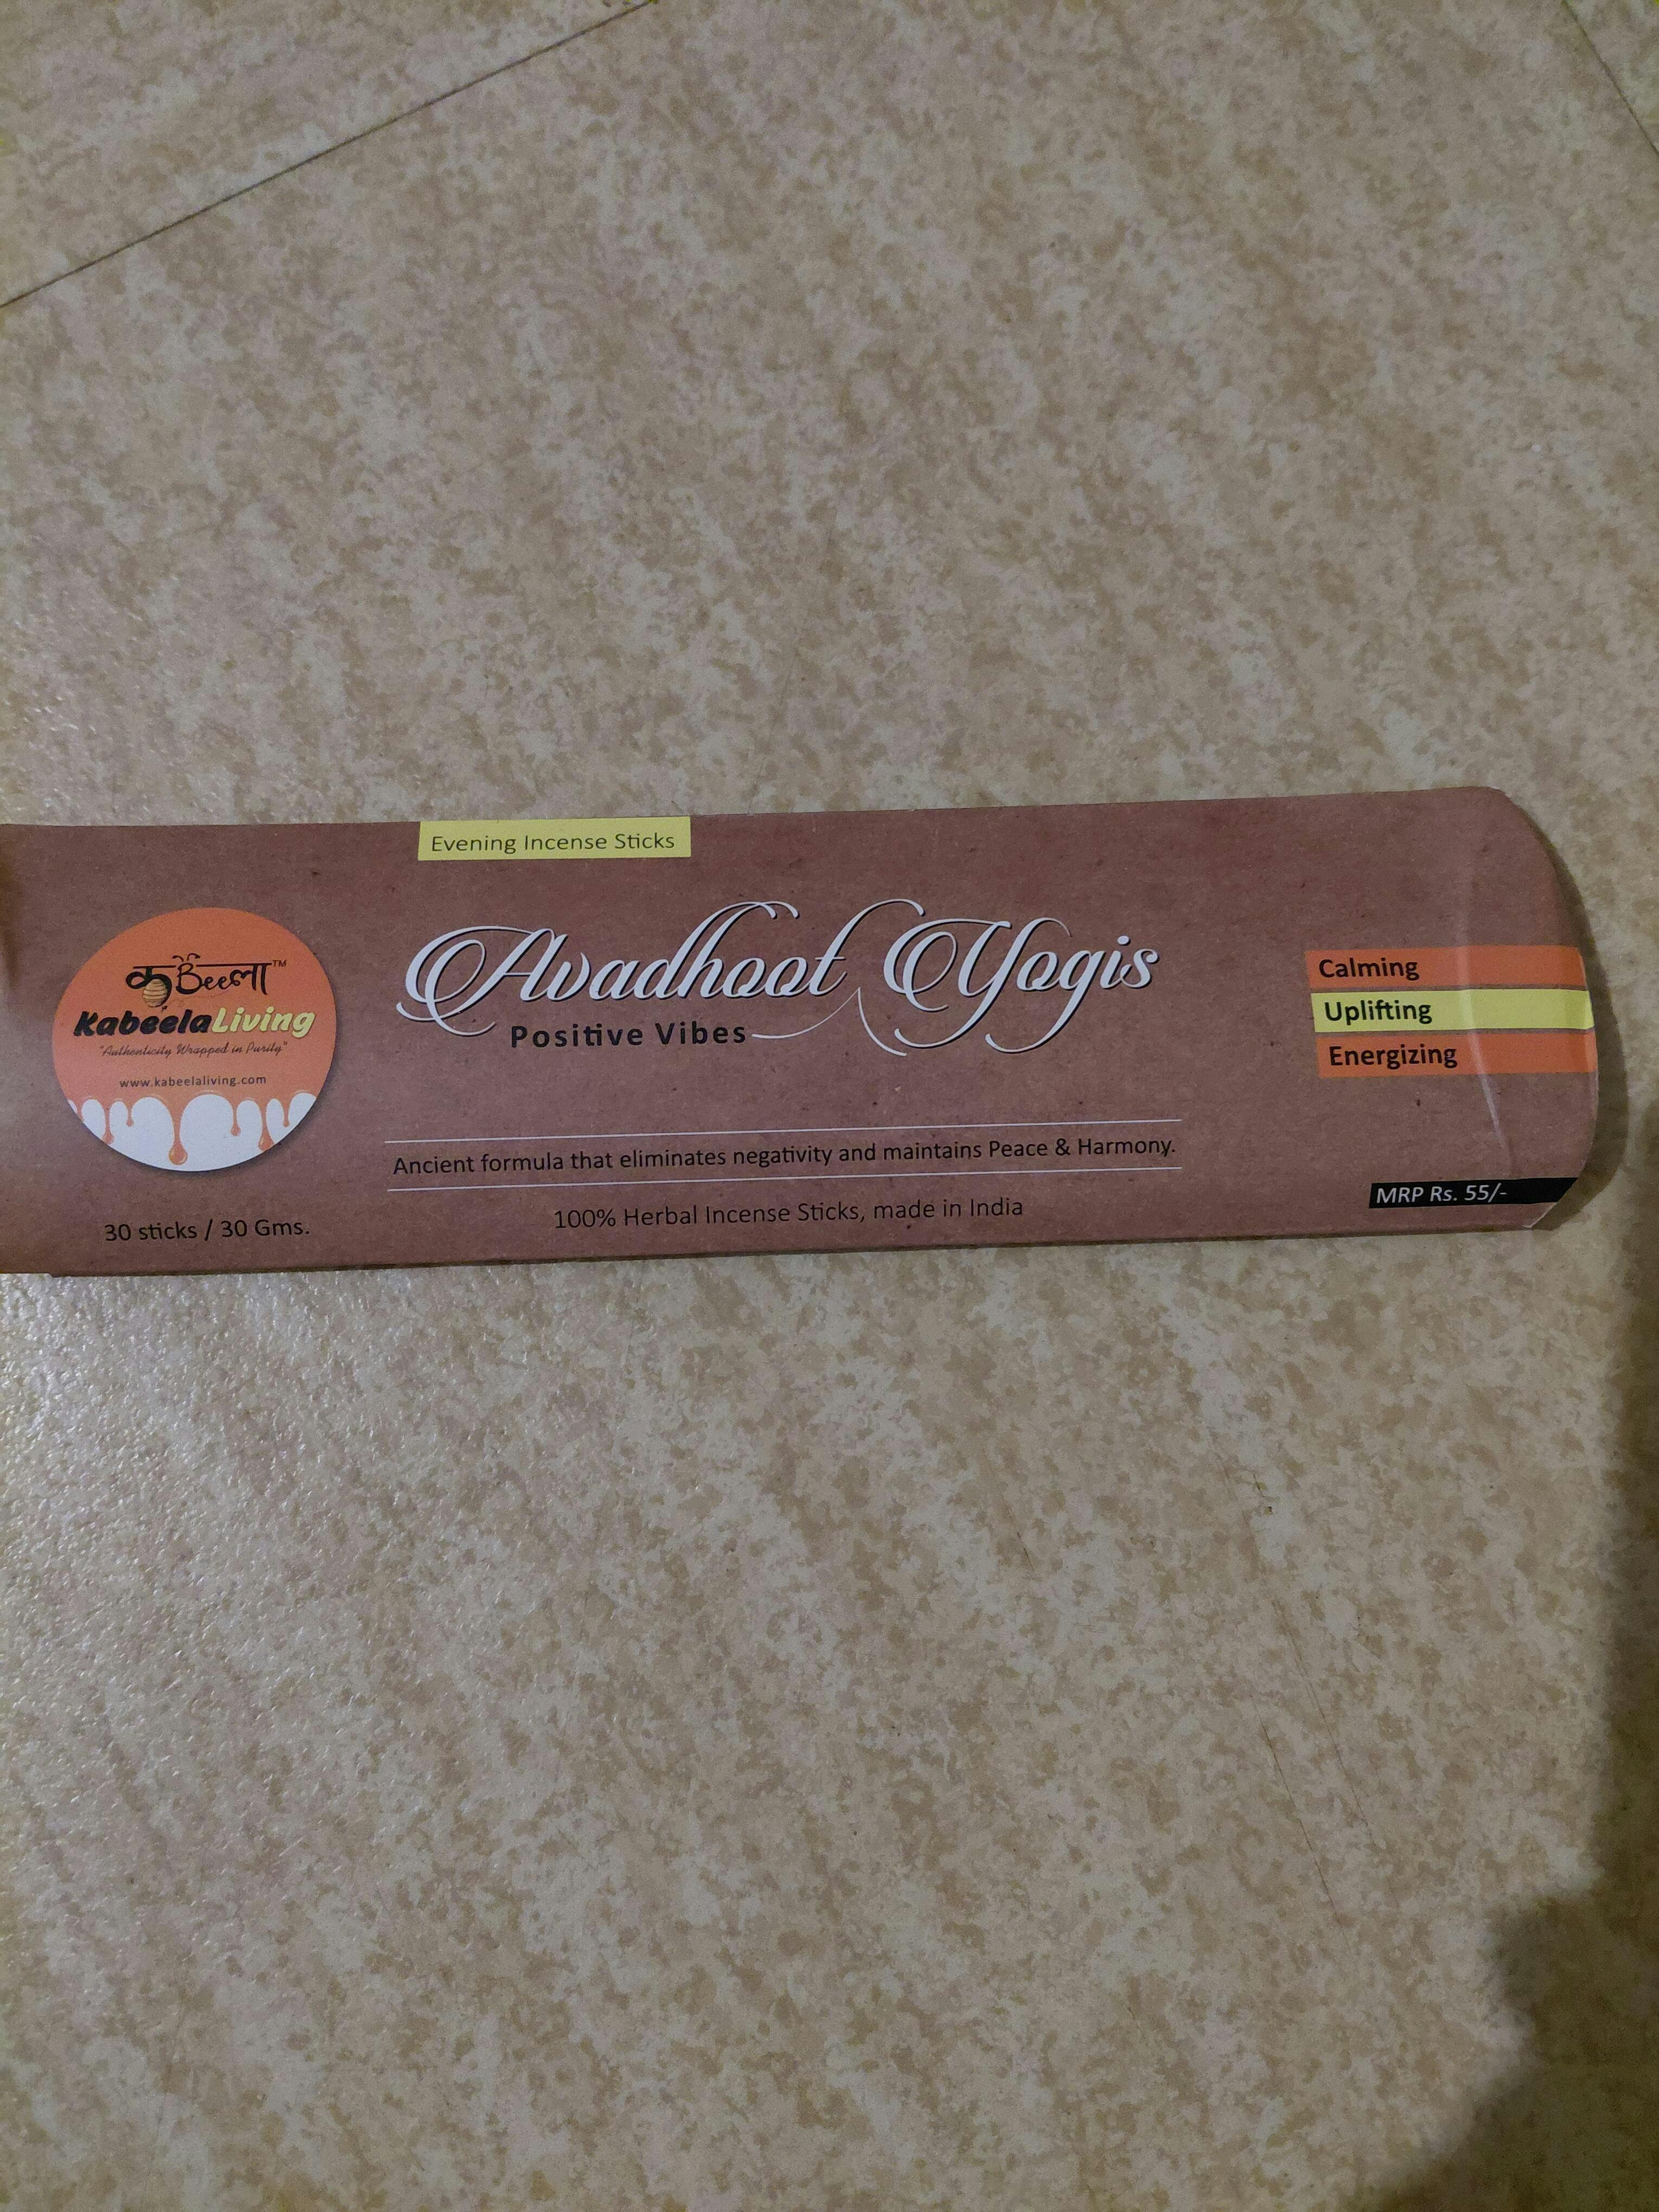 Evening Incense Sticks
कBeeला™
KabeelaLiving
"Authenticity Wrapped in Purity"
www.kabeelaliving.com
30 sticks / 30 Gms.
Avadhoot Yogis
Positive Vibes
Ancient formula that eliminates negativity and maintains Peace & Harmony.
100% Herbal Incense Sticks, made in India
Calming
Uplifting
Energizing
MRP Rs. 55/-